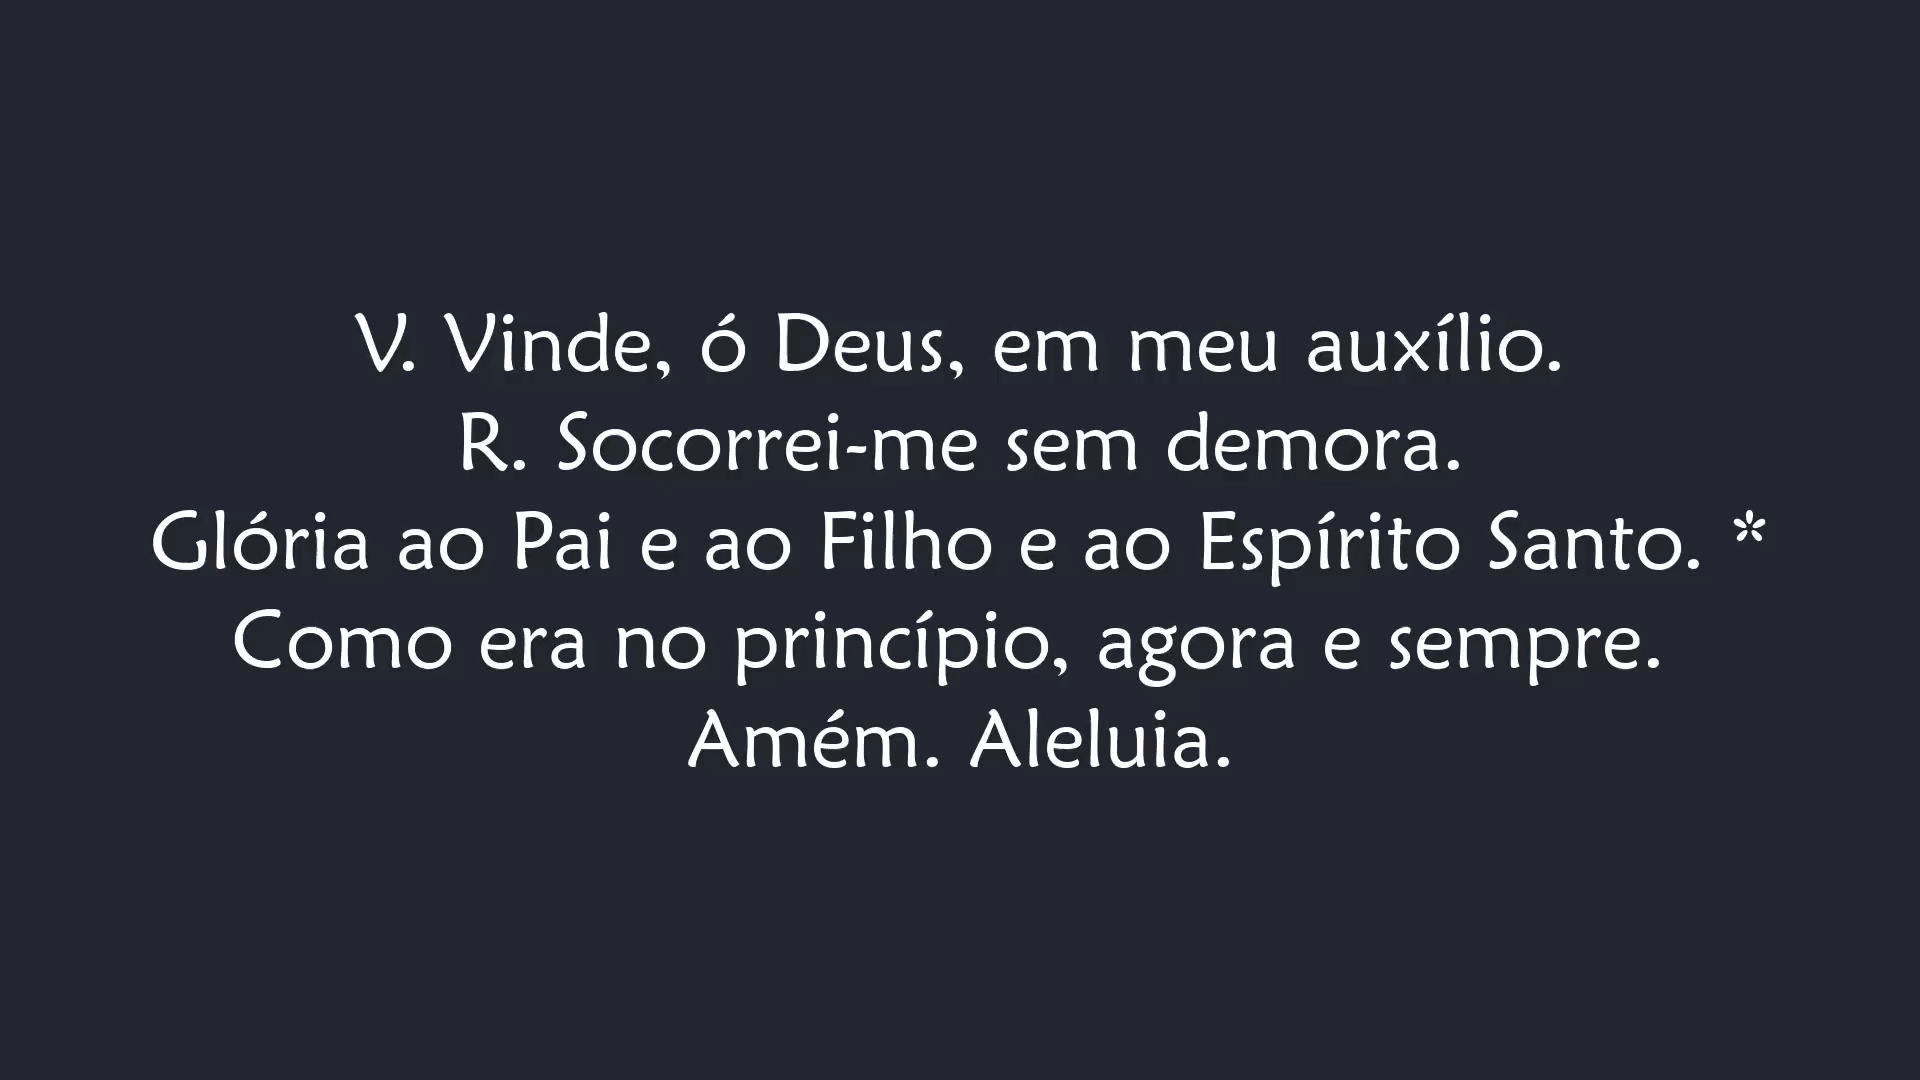 V. Vinde, ó Deus, em meu auxílio.
R. Socorrei-me sem demora.
Glória ao Pai e ao Filho e ao Espírito Santo. *
Como era no princípio, agora e sempre.
Amém. Aleluia.